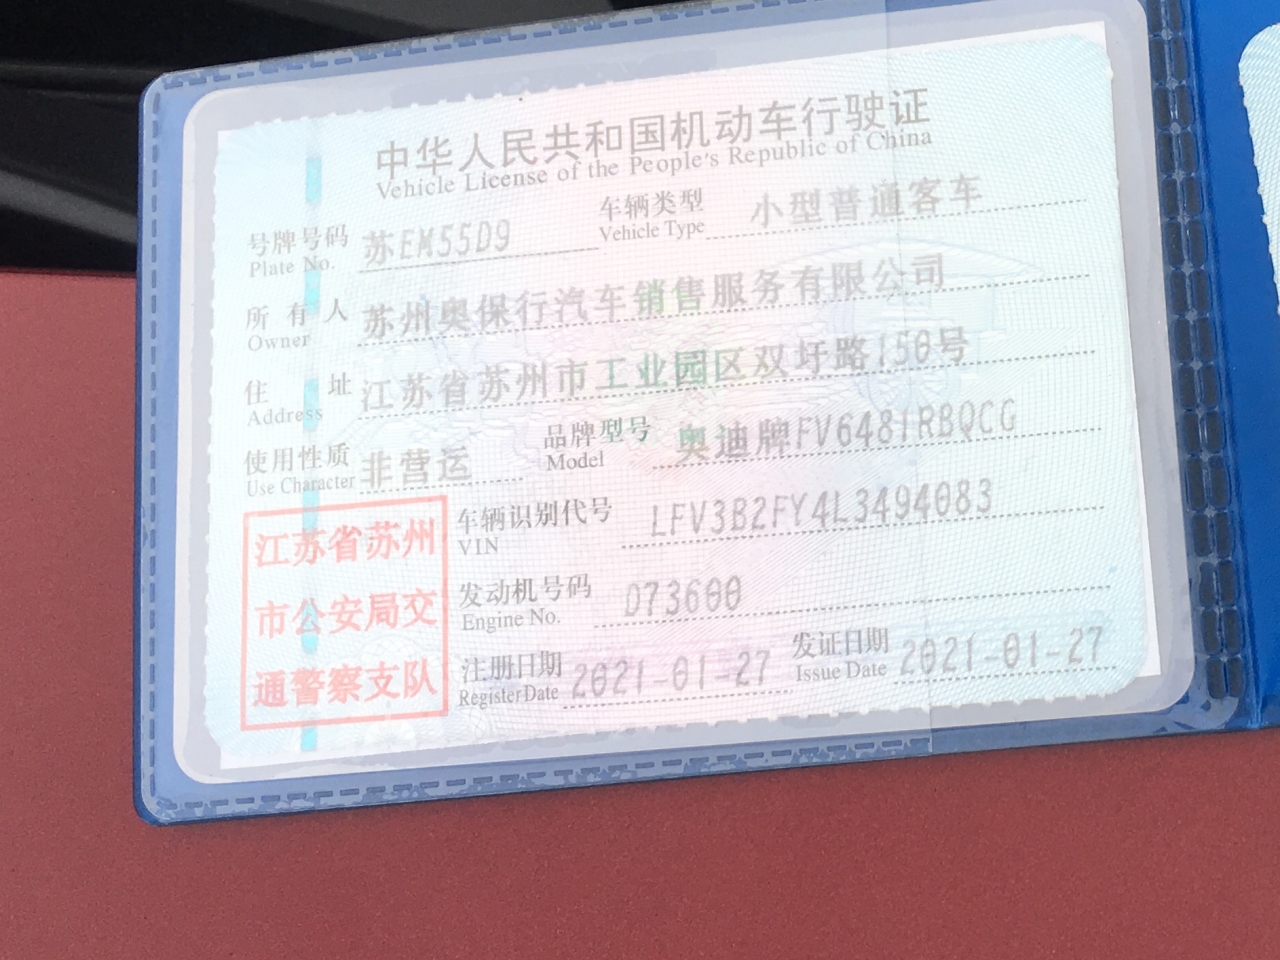 中华人民共和国机动车行驶证
Vehicle License of the People's Republic of China
号牌号码 苏EM55D9 车辆类型 小型普通客车
Plate No. Vehicle Type
所有人 苏州奥保行汽车销售服务有限公司
Owner
住址 江苏省苏州市工业园区双圩路150号
Address
使用性质 非营运 品牌型号 奥迪牌FV6481RBQCG
Use Character Model
车辆识别代号 LFV3B2FY4L3494083
VIN
发动机号码 D73600
Engine No.
注册日期 2021-01-27 发证日期 2021-01-27
Register Date Issue Date
江苏省苏州
市公安局交
通警察支队